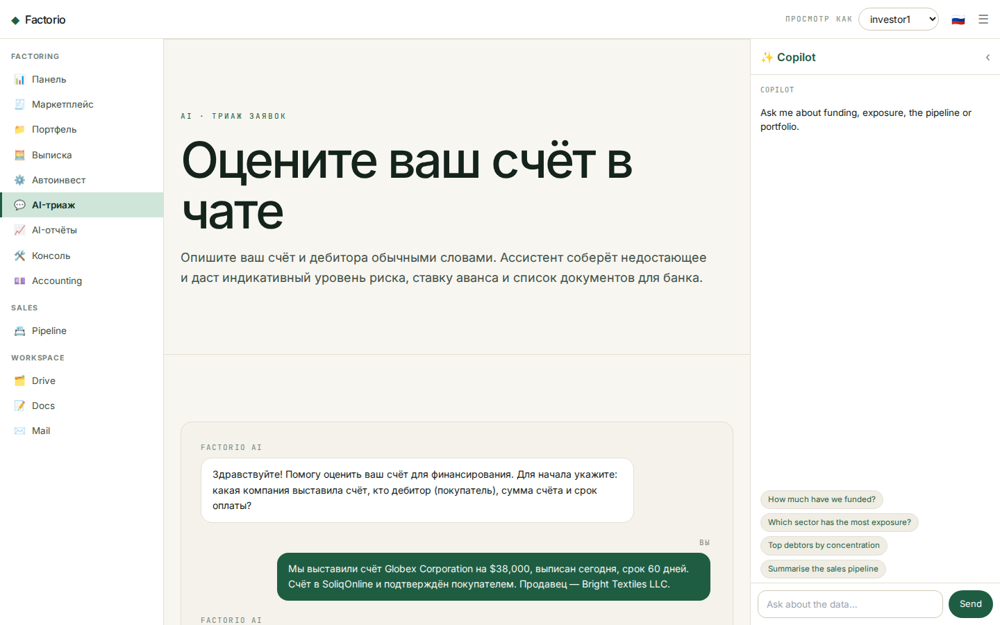 Factorio
ПРОСМОТР КАК
investor1
FACTORING
Панель
Маркетплейс
Портфель
Выписка
Автоинвест
AI-триаж
AI-отчёты
Консоль
Accounting
SALES
Pipeline
WORKSPACE
Drive
Docs
Mail
AI · ТРИАЖ ЗАЯВОК
Оцените ваш счёт в
чате
Опишите ваш счёт и дебитора обычными словами. Ассистент соберёт недостающее
и даст индикативный уровень риска, ставку аванса и список документов для банка.
FACTORIO AI
Здравствуйте! Помогу оценить ваш счёт для финансирования. Для начала укажите:
какая компания выставила счёт, кто дебитор (покупатель), сумма счёта и срок
оплаты?
ВЫ
Мы выставили счёт Globex Corporation на $38,000, выписан сегодня, срок 60 дней.
Счёт в SoliqOnline и подтверждён покупателем. Продавец — Bright Textiles LLC.
FACTORIO AI
Copilot
COPILOT
Ask me about funding, exposure, the pipeline or
portfolio.
How much have we funded?
Which sector has the most exposure?
Top debtors by concentration
Summarise the sales pipeline
Ask about the data...
Send